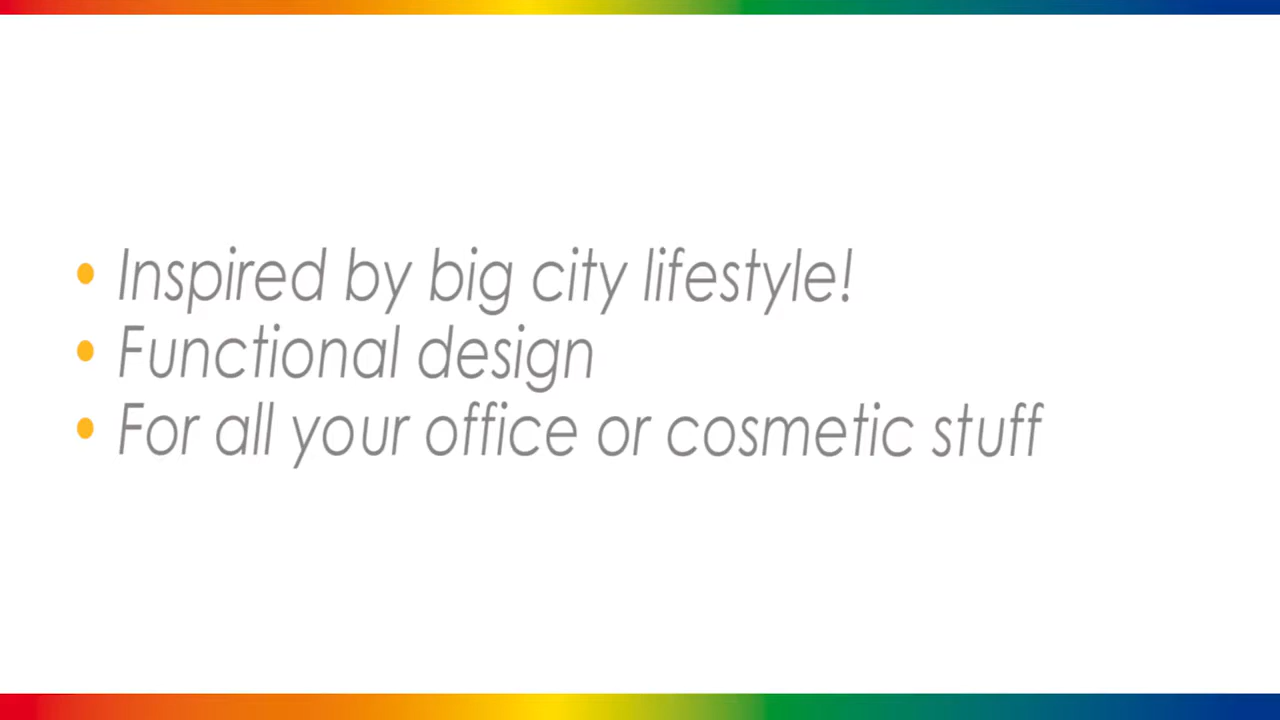 • Inspired by big city lifestyle!
• Functional design
• For all your office or cosmetic stuff